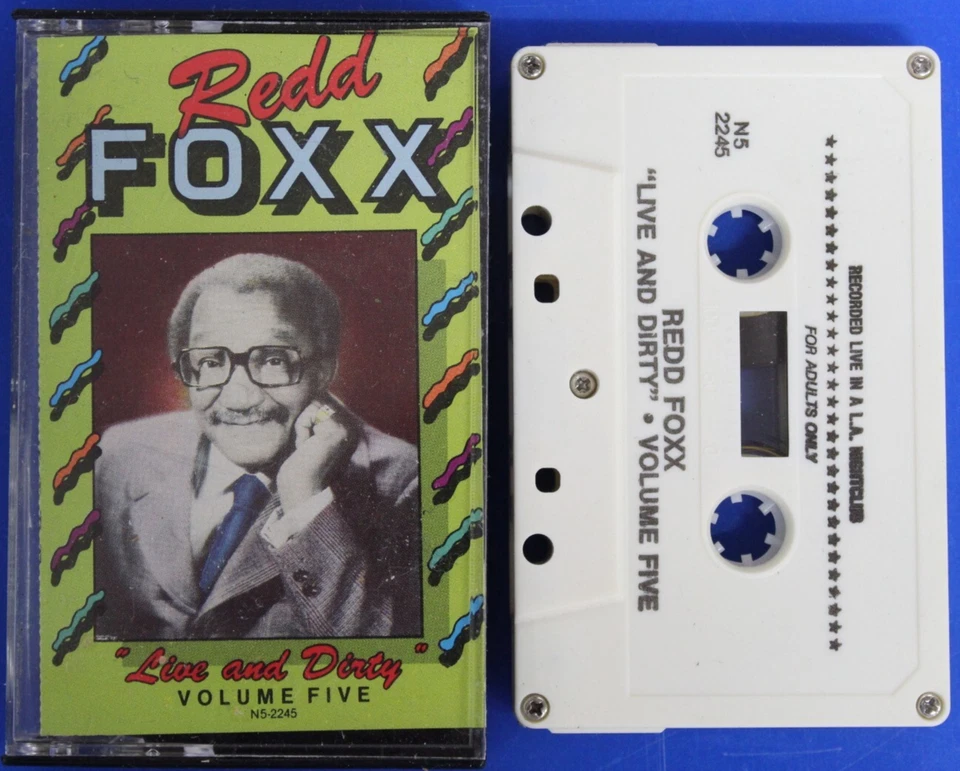 Redd
FOXX
"Live and Dirty"
VOLUME FIVE
N5-2245
RECORDED LIVE IN A L.A. NIGHTCLUB
FOR ADULTS ONLY
N5
2245
REDD FOXX
"LIVE AND DIRTY" • VOLUME FIVE